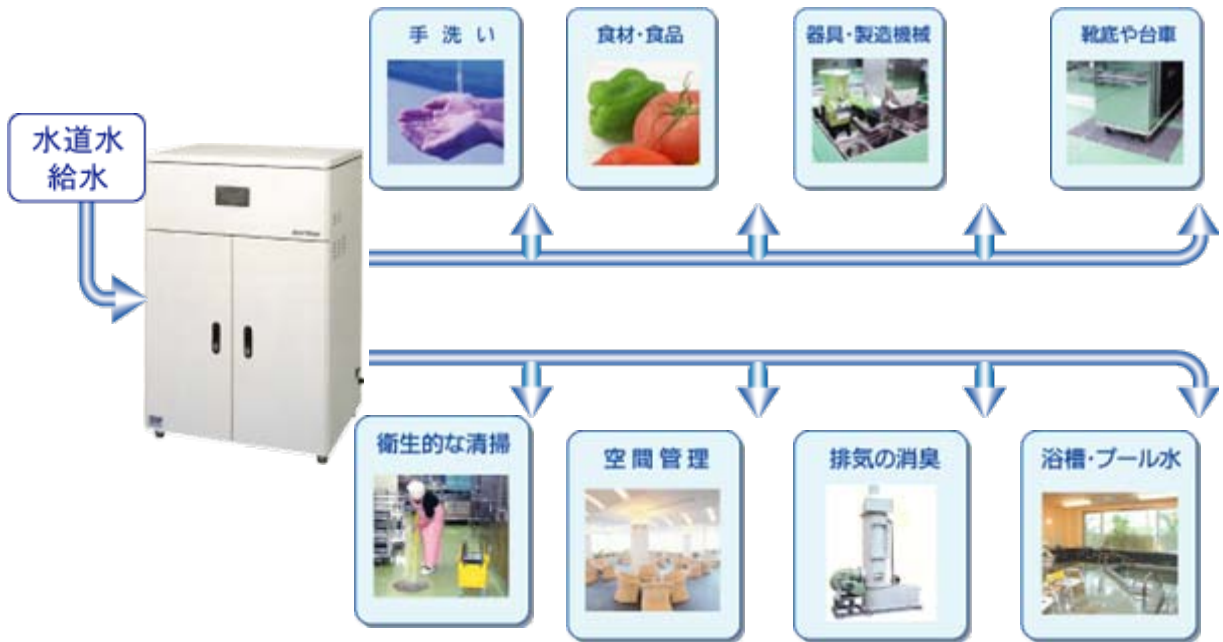 手洗い
食材・食品
器具・製造機械
靴底や台車
水道水
給水
衛生的な清掃
空間管理
排気の消臭
浴槽・プール水